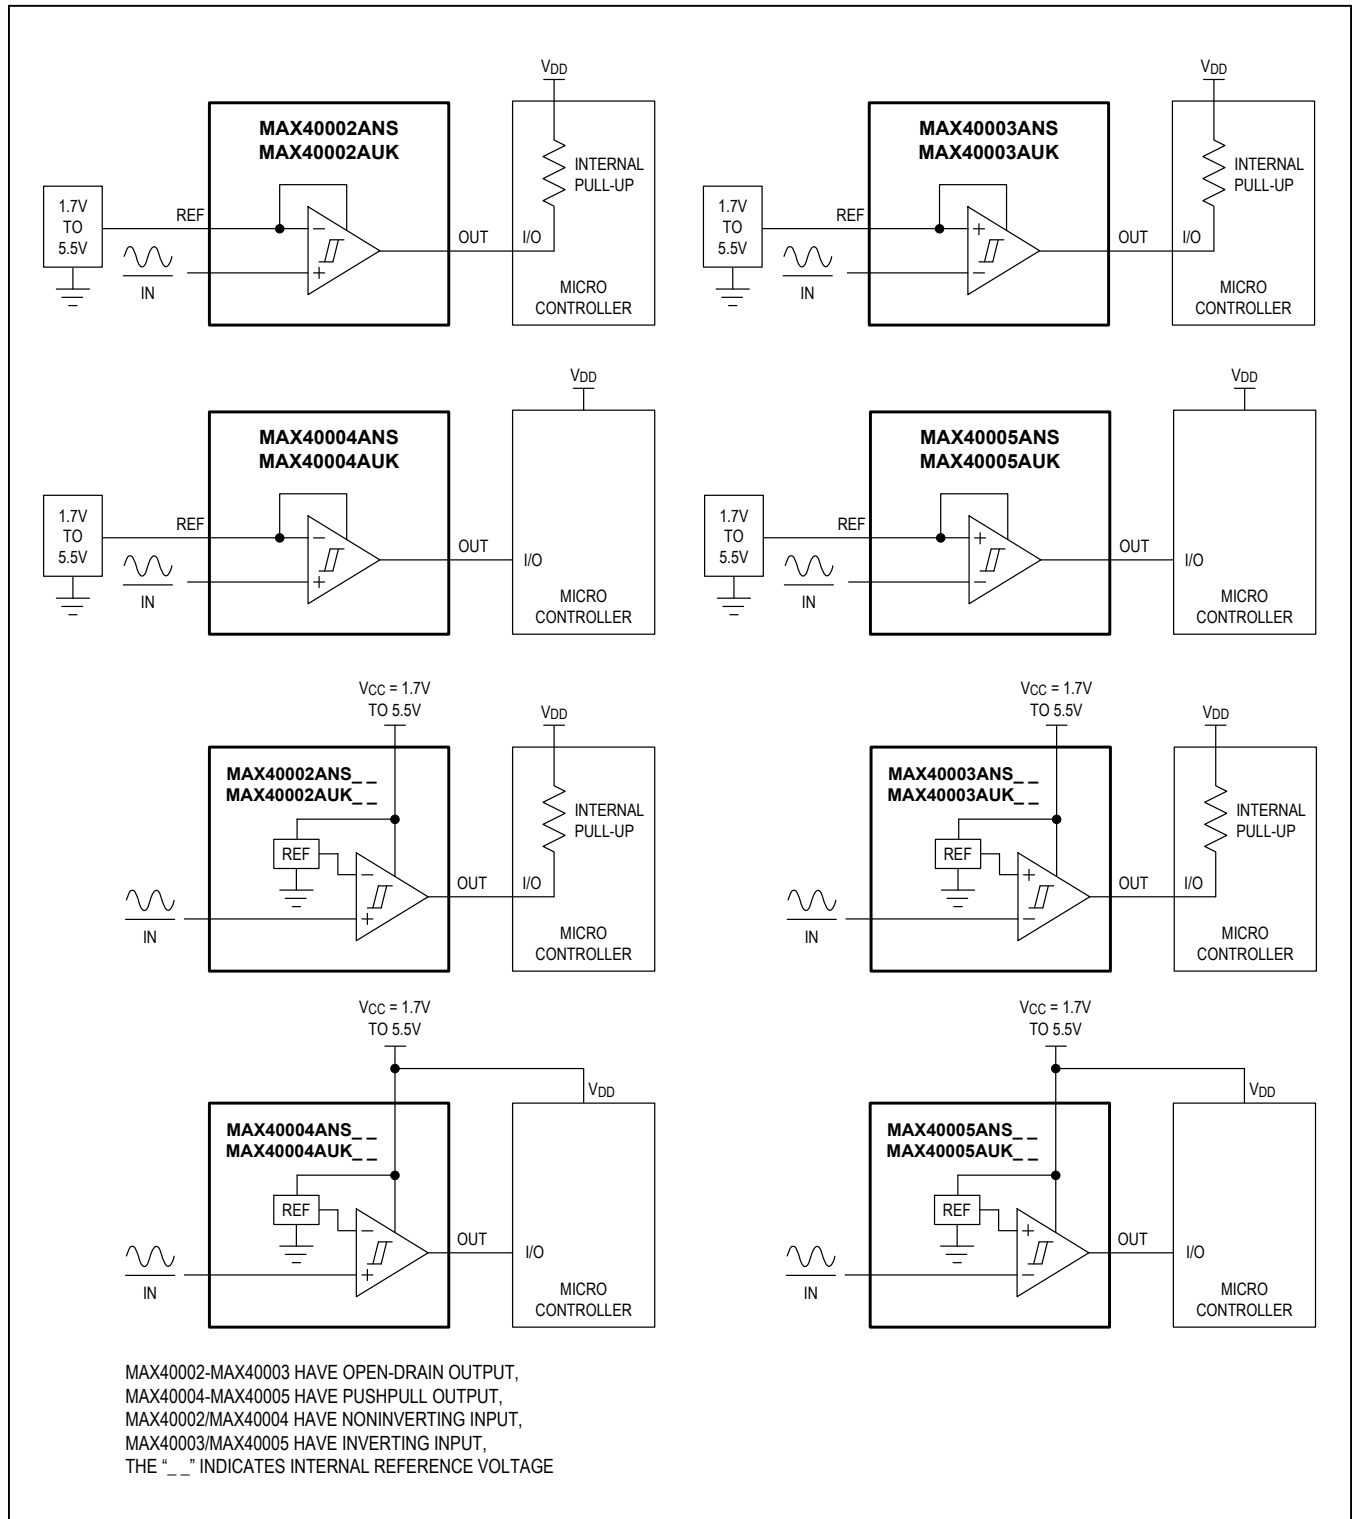 VDD
MAX40002ANS
MAX40002AUK
INTERNAL
PULL-UP
1.7V
TO
5.5V
REF
−
+
IN
OUT
I/O
MICRO
CONTROLLER
VDD
MAX40003ANS
MAX40003AUK
INTERNAL
PULL-UP
1.7V
TO
5.5V
REF
+
−
IN
OUT
I/O
MICRO
CONTROLLER
VDD
MAX40004ANS
MAX40004AUK
1.7V
TO
5.5V
REF
−
+
IN
OUT
I/O
MICRO
CONTROLLER
VDD
MAX40005ANS
MAX40005AUK
1.7V
TO
5.5V
REF
+
−
IN
OUT
I/O
MICRO
CONTROLLER
VCC = 1.7V
TO 5.5V
VDD
MAX40002ANS_ _
MAX40002AUK_ _
INTERNAL
PULL-UP
REF
−
+
IN
OUT
I/O
MICRO
CONTROLLER
VCC = 1.7V
TO 5.5V
VDD
MAX40003ANS_ _
MAX40003AUK_ _
INTERNAL
PULL-UP
REF
+
−
IN
OUT
I/O
MICRO
CONTROLLER
VCC = 1.7V
TO 5.5V
VDD
MAX40004ANS_ _
MAX40004AUK_ _
REF
−
+
IN
OUT
I/O
MICRO
CONTROLLER
VCC = 1.7V
TO 5.5V
VDD
MAX40005ANS_ _
MAX40005AUK_ _
REF
+
−
IN
OUT
I/O
MICRO
CONTROLLER
MAX40002-MAX40003 HAVE OPEN-DRAIN OUTPUT,
MAX40004-MAX40005 HAVE PUSHPULL OUTPUT,
MAX40002/MAX40004 HAVE NONINVERTING INPUT,
MAX40003/MAX40005 HAVE INVERTING INPUT,
THE “_ _” INDICATES INTERNAL REFERENCE VOLTAGE